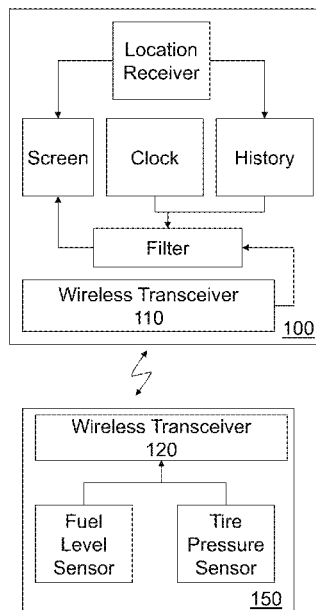 Location
Receiver
Screen
Clock
History
Filter
Wireless Transceiver
110
100
Wireless Transceiver
120
Fuel
Level
Sensor
Tire
Pressure
Sensor
150